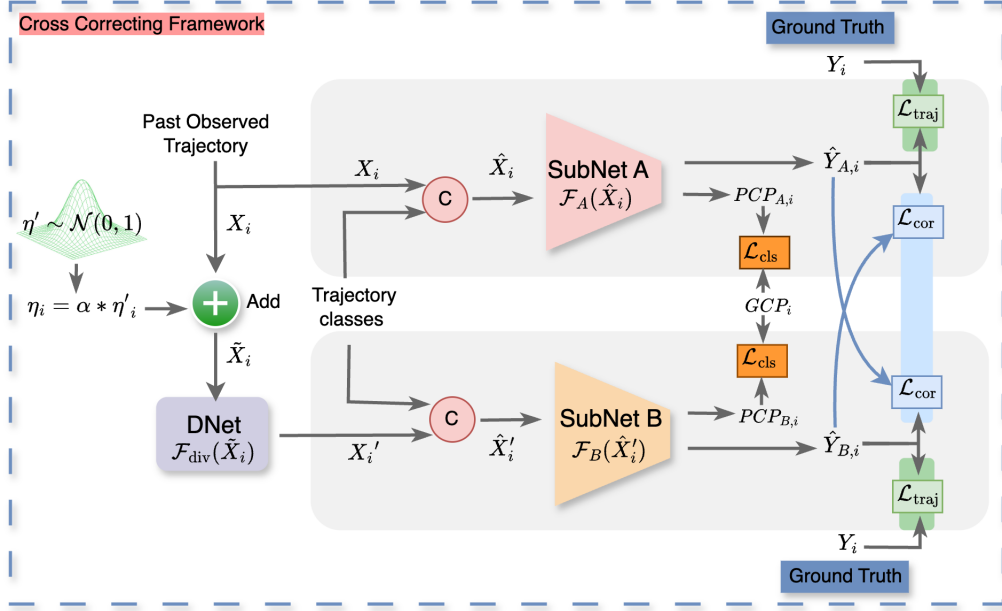 Cross Correcting Framework
Ground Truth
Y_i
Past Observed
Trajectory
X_i
X̂_i
C
SubNet A
F_A(X̂_i)
Ŷ_{A,i}
PCP_{A,i}
L_traj
L_cor
L_cls
η' ∼ N(0, 1)
X_i
η_i = α * η'_i
Add
Trajectory
classes
GCP_i
L_cls
X̃_i
DNet
F_div(X̃_i)
X_i'
C
X̂'_i
SubNet B
F_B(X̂'_i)
PCP_{B,i}
Ŷ_{B,i}
L_cor
L_traj
Y_i
Ground Truth